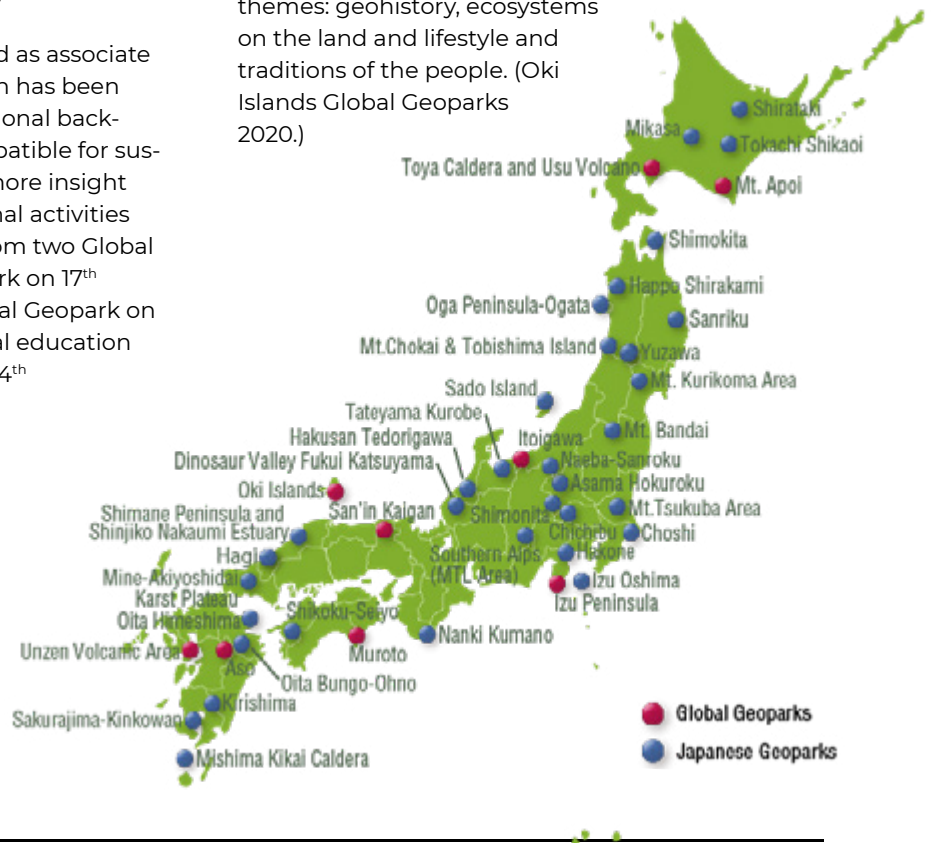 d as associate
n has been
ional back-
patible for sus-
more insight
nal activities
om two Global
rk on 17th
al Geopark on
al education
4th
themes: geohistory, ecosystems
on the land and lifestyle and
traditions of the people. (Oki
Islands Global Geoparks
2020.)
Shirataki
Mikasa
Tokachi Shikaoi
Toya Caldera and Usu Volcano
Mt. Apoi
Shimokita
Happo Shirakami
Oga Peninsula-Ogata
Sanriku
Mt.Chokai & Tobishima Island
Yuzawa
Mt. Kurikoma Area
Sado Island
Tateyama Kurobe
Mt. Bandai
Hakusan Tedorigawa
Itoigawa
Dinosaur Valley Fukui Katsuyama
Naeba-Sanroku
Asama Hokuroku
Oki Islands
San'in Kaigan
Shimonita
Mt.Tsukuba Area
Shimane Peninsula and
Shinjiko Nakaumi Estuary
Chichibu
Choshi
Hagi
Southern Alps
(MTL Area)
Hakone
Mine-Akiyoshidai
Karst Plateau
Izu Oshima
Izu Peninsula
Oita Himeshima
Shikoku-Seiyo
Nanki Kumano
Unzen Volcanic Area
Aso
Muroto
Oita Bungo-Ohno
Kirishima
Sakurajima-Kinkowan
Mishima Kikai Caldera
Global Geoparks
Japanese Geoparks